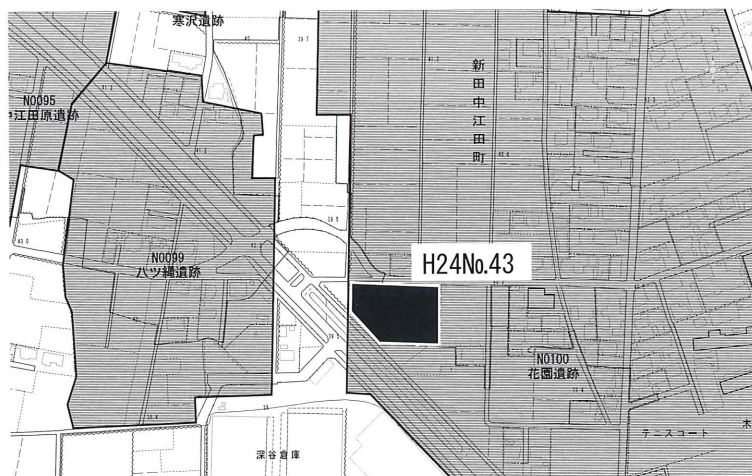 寒沢遺跡
N0095
中江田原遺跡
新田中江田町
N0099
八ツ縄遺跡
H24No.43
N0100
花園遺跡
テニスコート
木
深谷倉庫